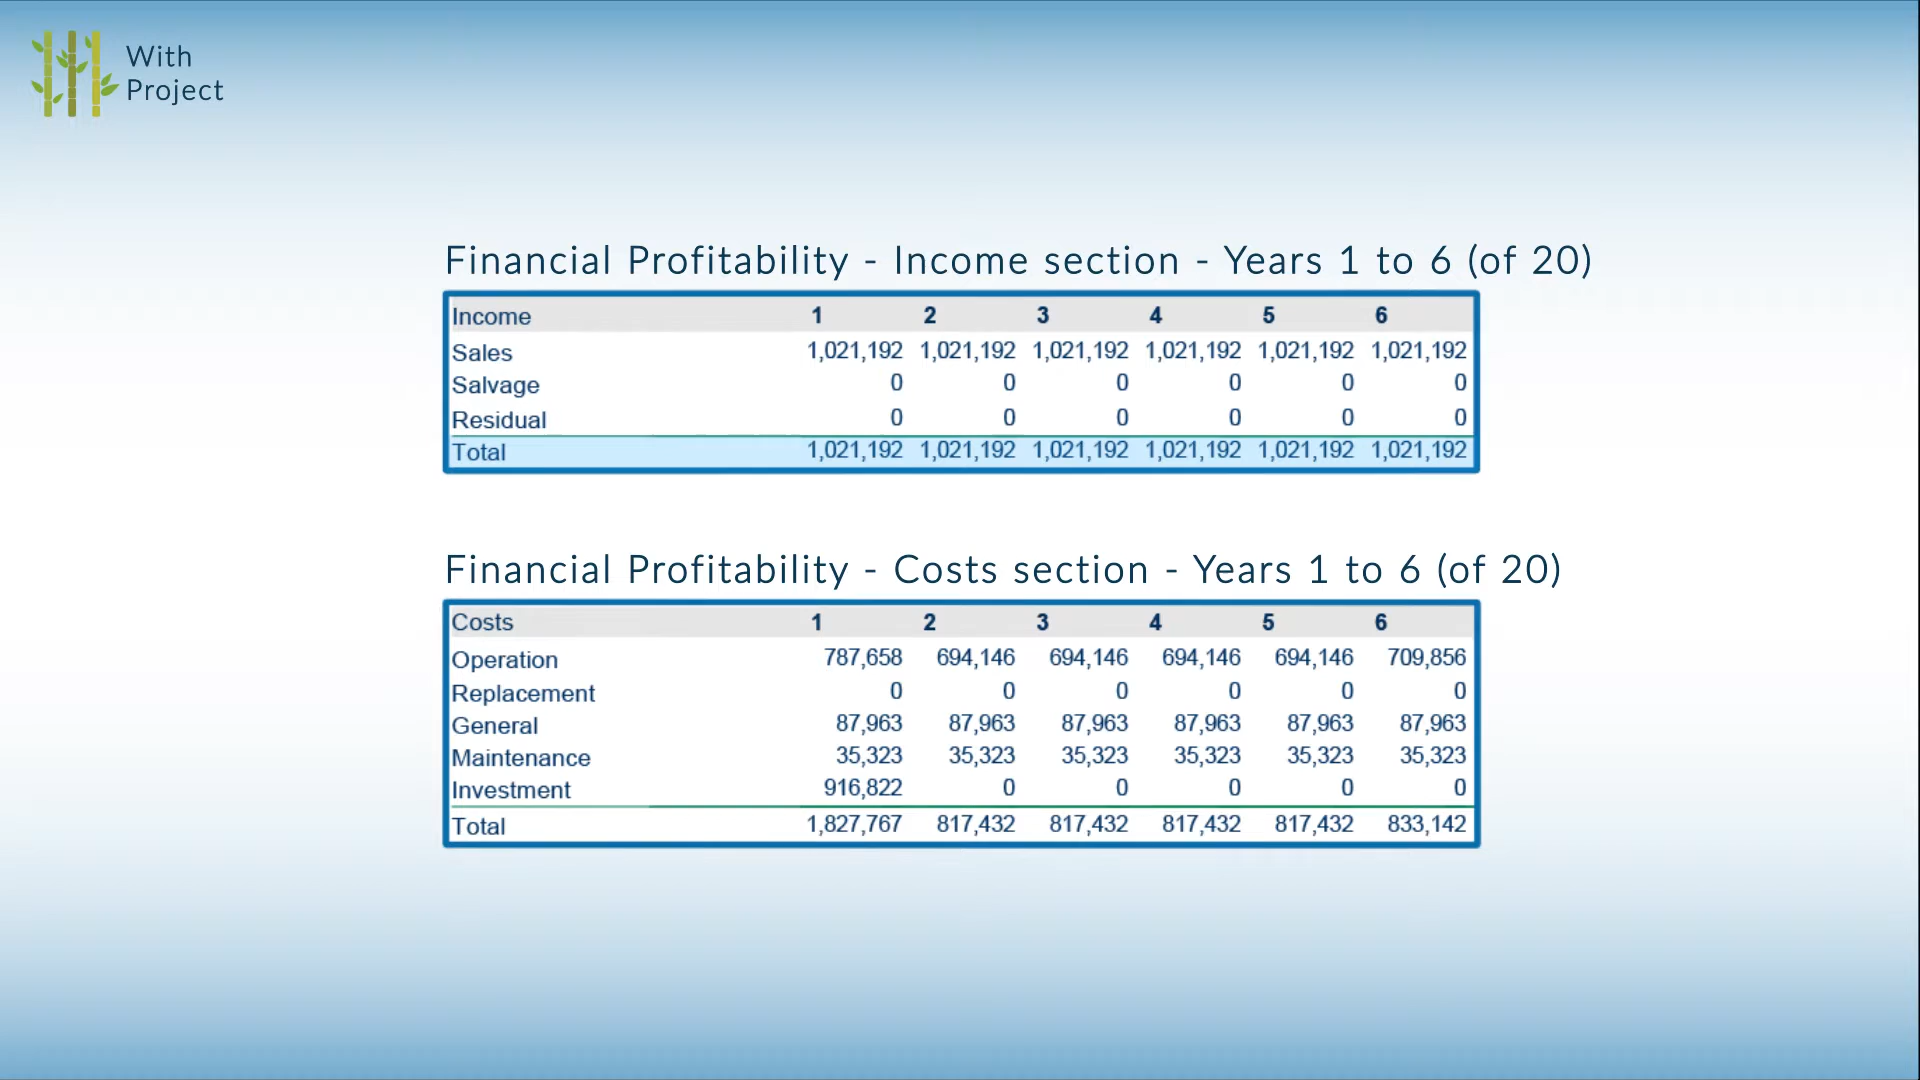 With
Project
Financial Profitability - Income section - Years 1 to 6 (of 20)
Income 1 2 3 4 5 6
Sales 1,021,192 1,021,192 1,021,192 1,021,192 1,021,192 1,021,192
Salvage 0 0 0 0 0 0
Residual 0 0 0 0 0 0
Total 1,021,192 1,021,192 1,021,192 1,021,192 1,021,192 1,021,192
Financial Profitability - Costs section - Years 1 to 6 (of 20)
Costs 1 2 3 4 5 6
Operation 787,658 694,146 694,146 694,146 694,146 709,856
Replacement 0 0 0 0 0 0
General 87,963 87,963 87,963 87,963 87,963 87,963
Maintenance 35,323 35,323 35,323 35,323 35,323 35,323
Investment 916,822 0 0 0 0 0
Total 1,827,767 817,432 817,432 817,432 817,432 833,142